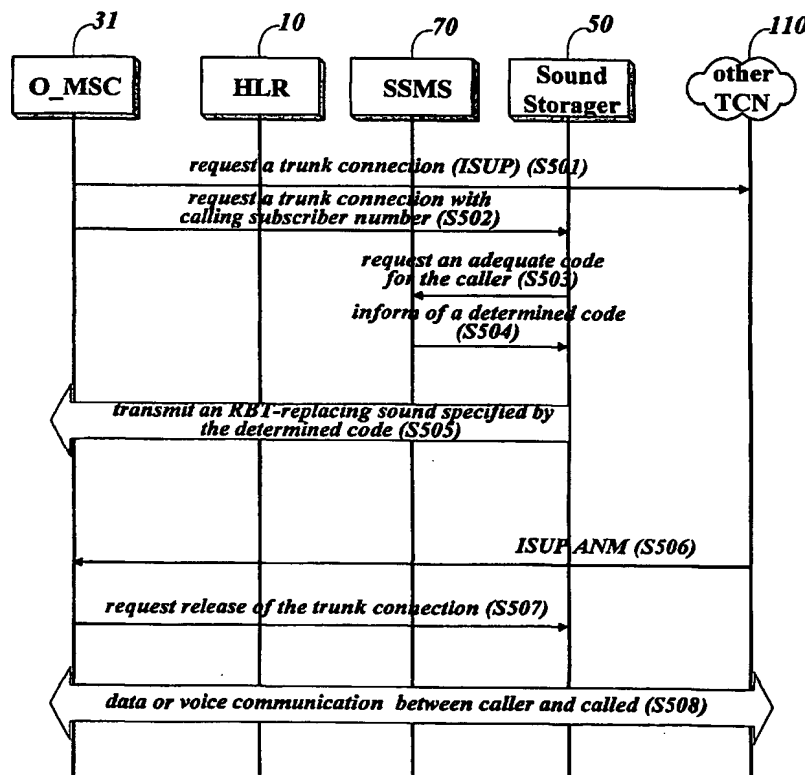 31 10 70 50 110
O_MSC HLR SSMS Sound Storager other TCN
request a trunk connection (ISUP) (S501)
request a trunk connection with
calling subscriber number (S502)
request an adequate code
for the caller (S503)
inform of a determined code
(S504)
transmit an RBT-replacing sound specified by
the determined code (S505)
ISUP ANM (S506)
request release of the trunk connection (S507)
data or voice communication between caller and called (S508)